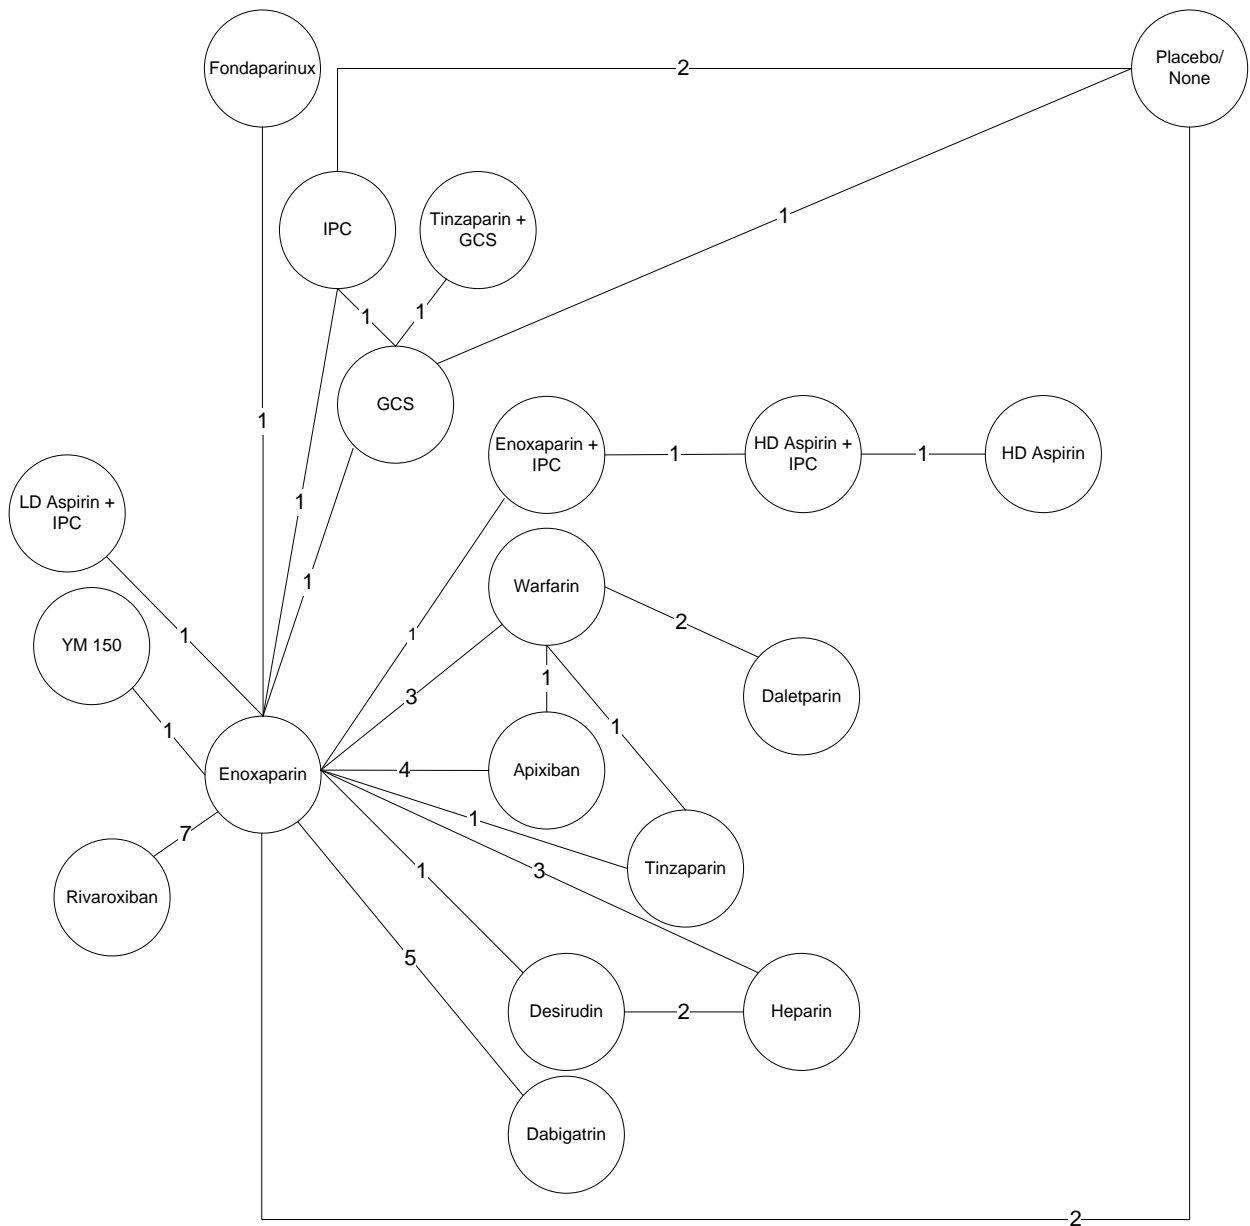 Fondaparinux
Placebo/
None
2
IPC
Tinzaparin +
GCS
1
1
1
GCS
1
Enoxaparin +
IPC
1
HD Aspirin +
IPC
1
HD Aspirin
LD Aspirin +
IPC
1
1
Warfarin
1
1
2
YM 150
1
3
Daletparin
1
1
Enoxaparin
4
Apixiban
7
1
Tinzaparin
1
3
Rivaroxiban
5
Desirudin
2
Heparin
Dabigatrin
2